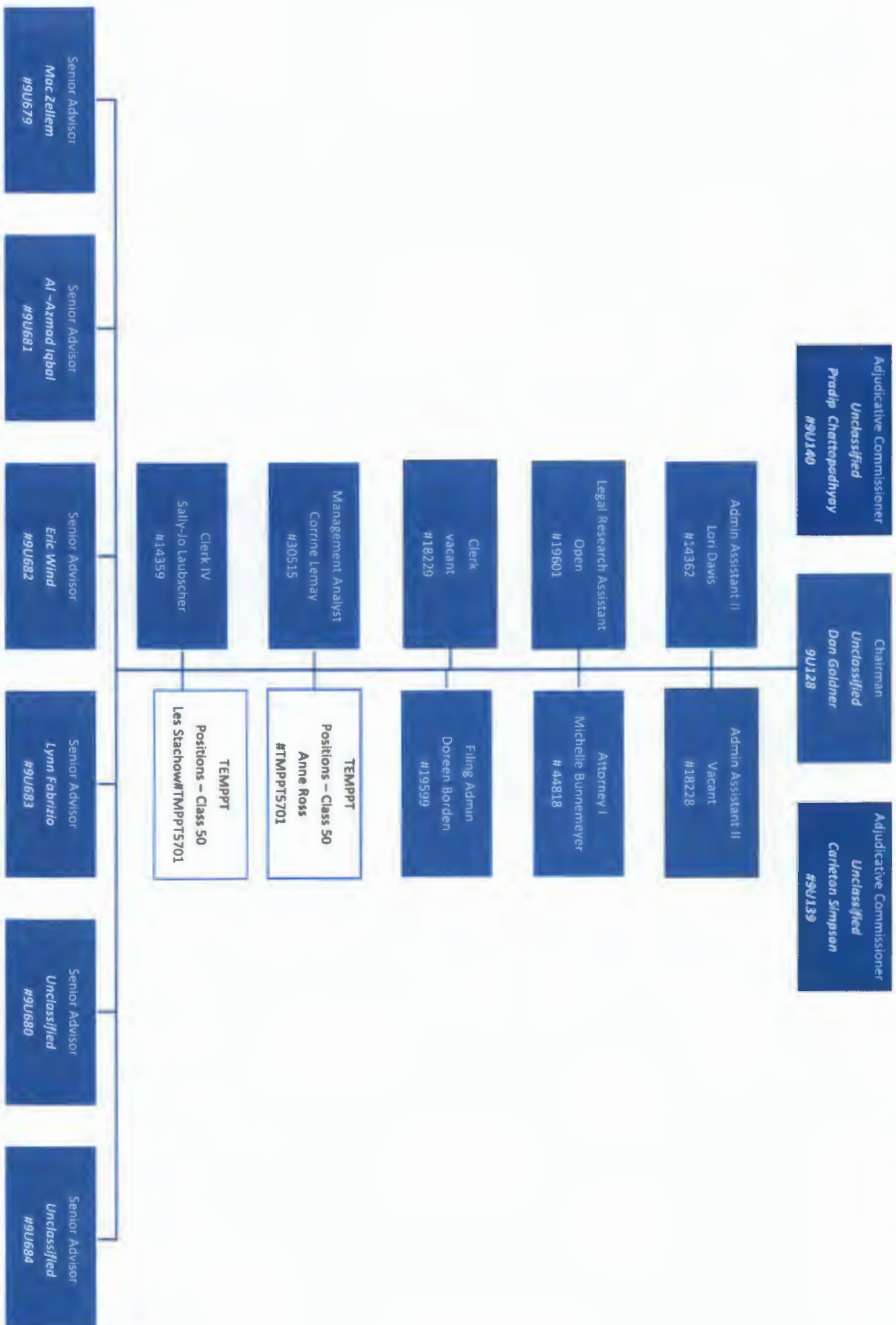 Adjudicative Commissioner
Unclassified
Pradip Chattopadhyay
#9U140
Chairman
Unclassified
Dan Goldner
9U128
Adjudicative Commissioner
Unclassified
Carleton Simpson
#9U139
Admin Assistant II
Lori Davis
#14362
Admin Assistant II
Vacant
#18228
Legal Research Assistant
Open
#19601
Attorney I
Michelle Bunnemeyer
# 44818
Clerk
vacant
#18229
Filing Admin
Doreen Borden
#19599
Management Analyst
Corrine Lemay
#30515
TEMPPT
Positions – Class 50
Anne Ross
#TMPPT5701
Clerk IV
Sally-Jo Laubscher
#14359
TEMPPT
Positions – Class 50
Les Stachow#TMPPT5701
Senior Advisor
Mac Zellem
#9U679
Senior Advisor
Al –Azmad Iqbal
#9U681
Senior Advisor
Eric Wind
#9U682
Senior Advisor
Lynn Fabrizio
#9U683
Senior Advisor
Unclassified
#9U680
Senior Advisor
Unclassified
#9U684